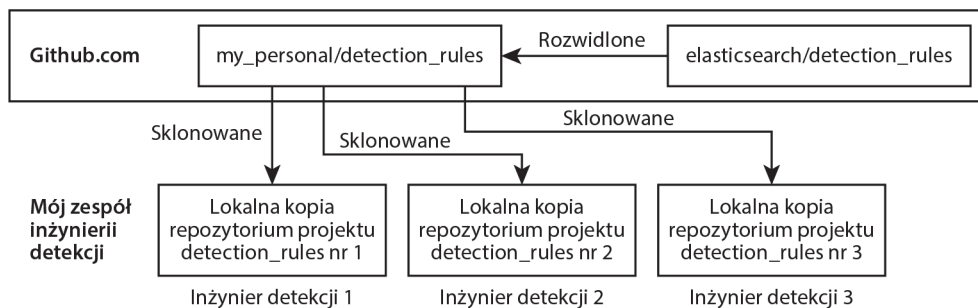 Github.com
my_personal/detection_rules
Rozwidlone
elasticsearch/detection_rules
Sklonowane
Sklonowane
Sklonowane
Mój zespół
inżynierii
detekcji
Lokalna kopia
repozytorium projektu
detection_rules nr 1
Lokalna kopia
repozytorium projektu
detection_rules nr 2
Lokalna kopia
repozytorium projektu
detection_rules nr 3
Inżynier detekcji 1
Inżynier detekcji 2
Inżynier detekcji 3